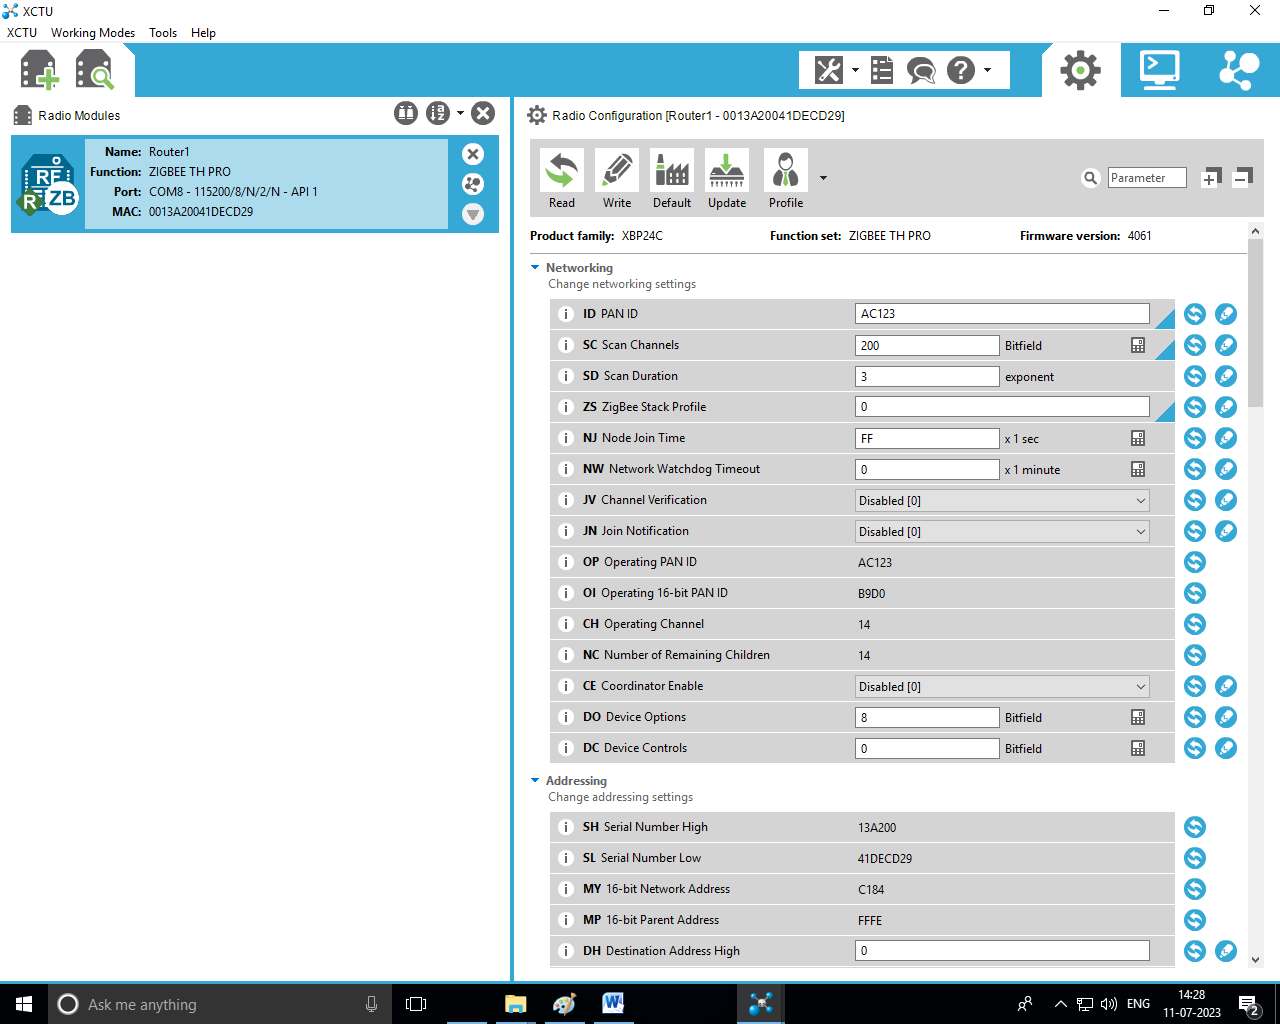 XCTU
XCTU Working Modes Tools Help
Radio Modules
Name: Router1
Function: ZIGBEE TH PRO
Port: COM8 - 115200/8/N/2/N - API 1
MAC: 0013A20041DECD29
RF
R ZB
Radio Configuration [Router1 - 0013A20041DECD29]
Read Write Default Update Profile
Parameter
Product family: XBP24C Function set: ZIGBEE TH PRO Firmware version: 4061
Networking
Change networking settings
i ID PAN ID AC123
i SC Scan Channels 200 Bitfield
i SD Scan Duration 3 exponent
i ZS ZigBee Stack Profile 0
i NJ Node Join Time FF x 1 sec
i NW Network Watchdog Timeout 0 x 1 minute
i JV Channel Verification Disabled [0]
i JN Join Notification Disabled [0]
i OP Operating PAN ID AC123
i OI Operating 16-bit PAN ID B9D0
i CH Operating Channel 14
i NC Number of Remaining Children 14
i CE Coordinator Enable Disabled [0]
i DO Device Options 8 Bitfield
i DC Device Controls 0 Bitfield
Addressing
Change addressing settings
i SH Serial Number High 13A200
i SL Serial Number Low 41DECD29
i MY 16-bit Network Address C184
i MP 16-bit Parent Address FFFE
i DH Destination Address High 0
Ask me anything
ENG
14:28
11-07-2023
2